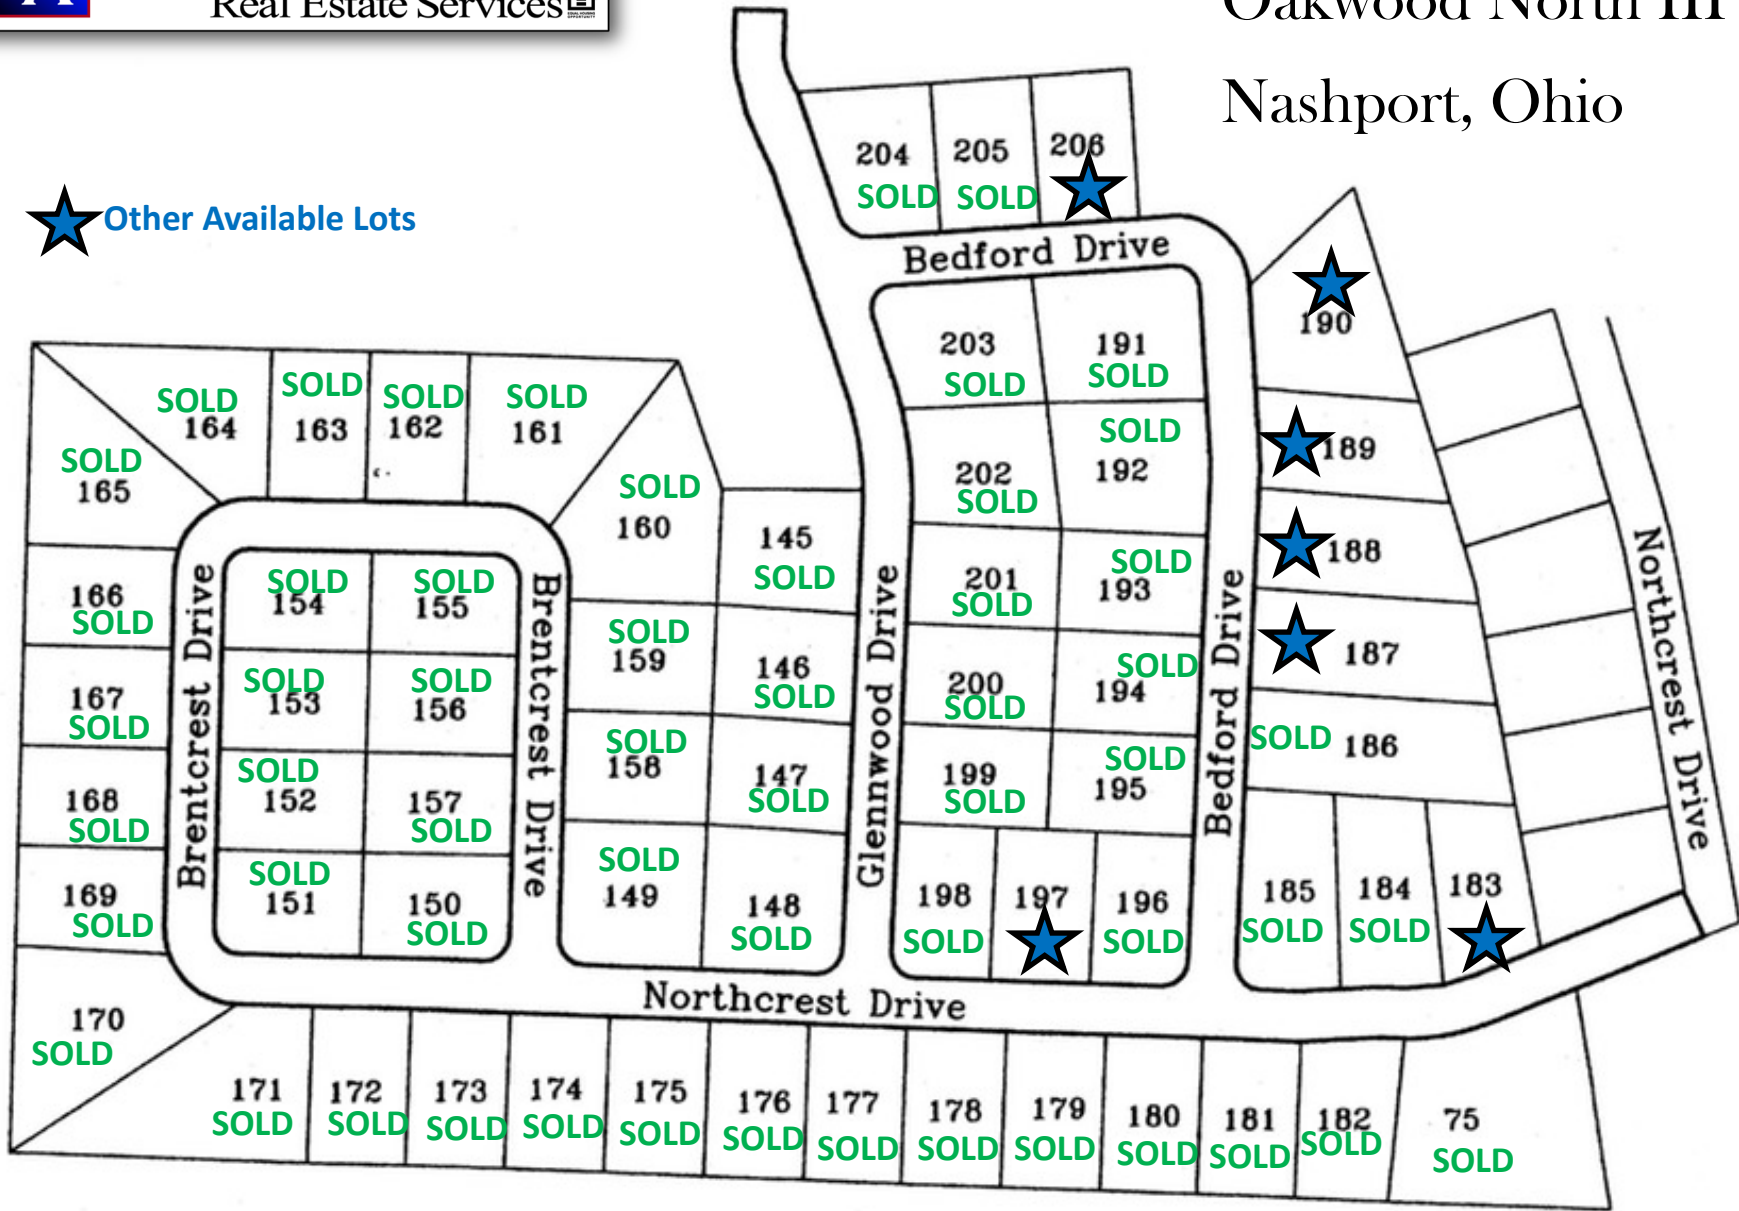 Real Estate Services
Oakwood North III
Nashport, Ohio
Other Available Lots
204
SOLD
205
SOLD
206
Bedford Drive
190
203
SOLD
191
SOLD
SOLD
164
SOLD
163
SOLD
162
SOLD
161
SOLD
165
SOLD
160
202
SOLD
SOLD
192
189
145
SOLD
188
166
SOLD
SOLD
154
SOLD
155
201
SOLD
SOLD
193
Brentcrest Drive
Brentcrest Drive
Glennwood Drive
Bedford Drive
Northcrest Drive
SOLD
159
146
SOLD
187
167
SOLD
SOLD
153
SOLD
156
200
SOLD
SOLD
194
SOLD
158
147
SOLD
SOLD 186
168
SOLD
SOLD
152
157
SOLD
199
SOLD
SOLD
195
169
SOLD
SOLD
151
150
SOLD
SOLD
149
148
SOLD
198
SOLD
197
196
SOLD
185
SOLD
184
SOLD
183
Northcrest Drive
170
SOLD
171
SOLD
172
SOLD
173
SOLD
174
SOLD
175
SOLD
176
SOLD
177
SOLD
178
SOLD
179
SOLD
180
SOLD
181
SOLD
182
SOLD
75
SOLD